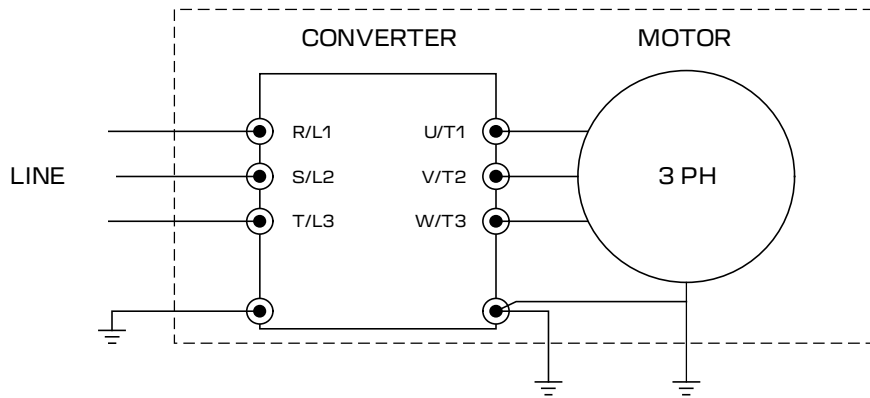 CONVERTER MOTOR
R/L1 U/T1
LINE S/L2 V/T2 3 PH
T/L3 W/T3